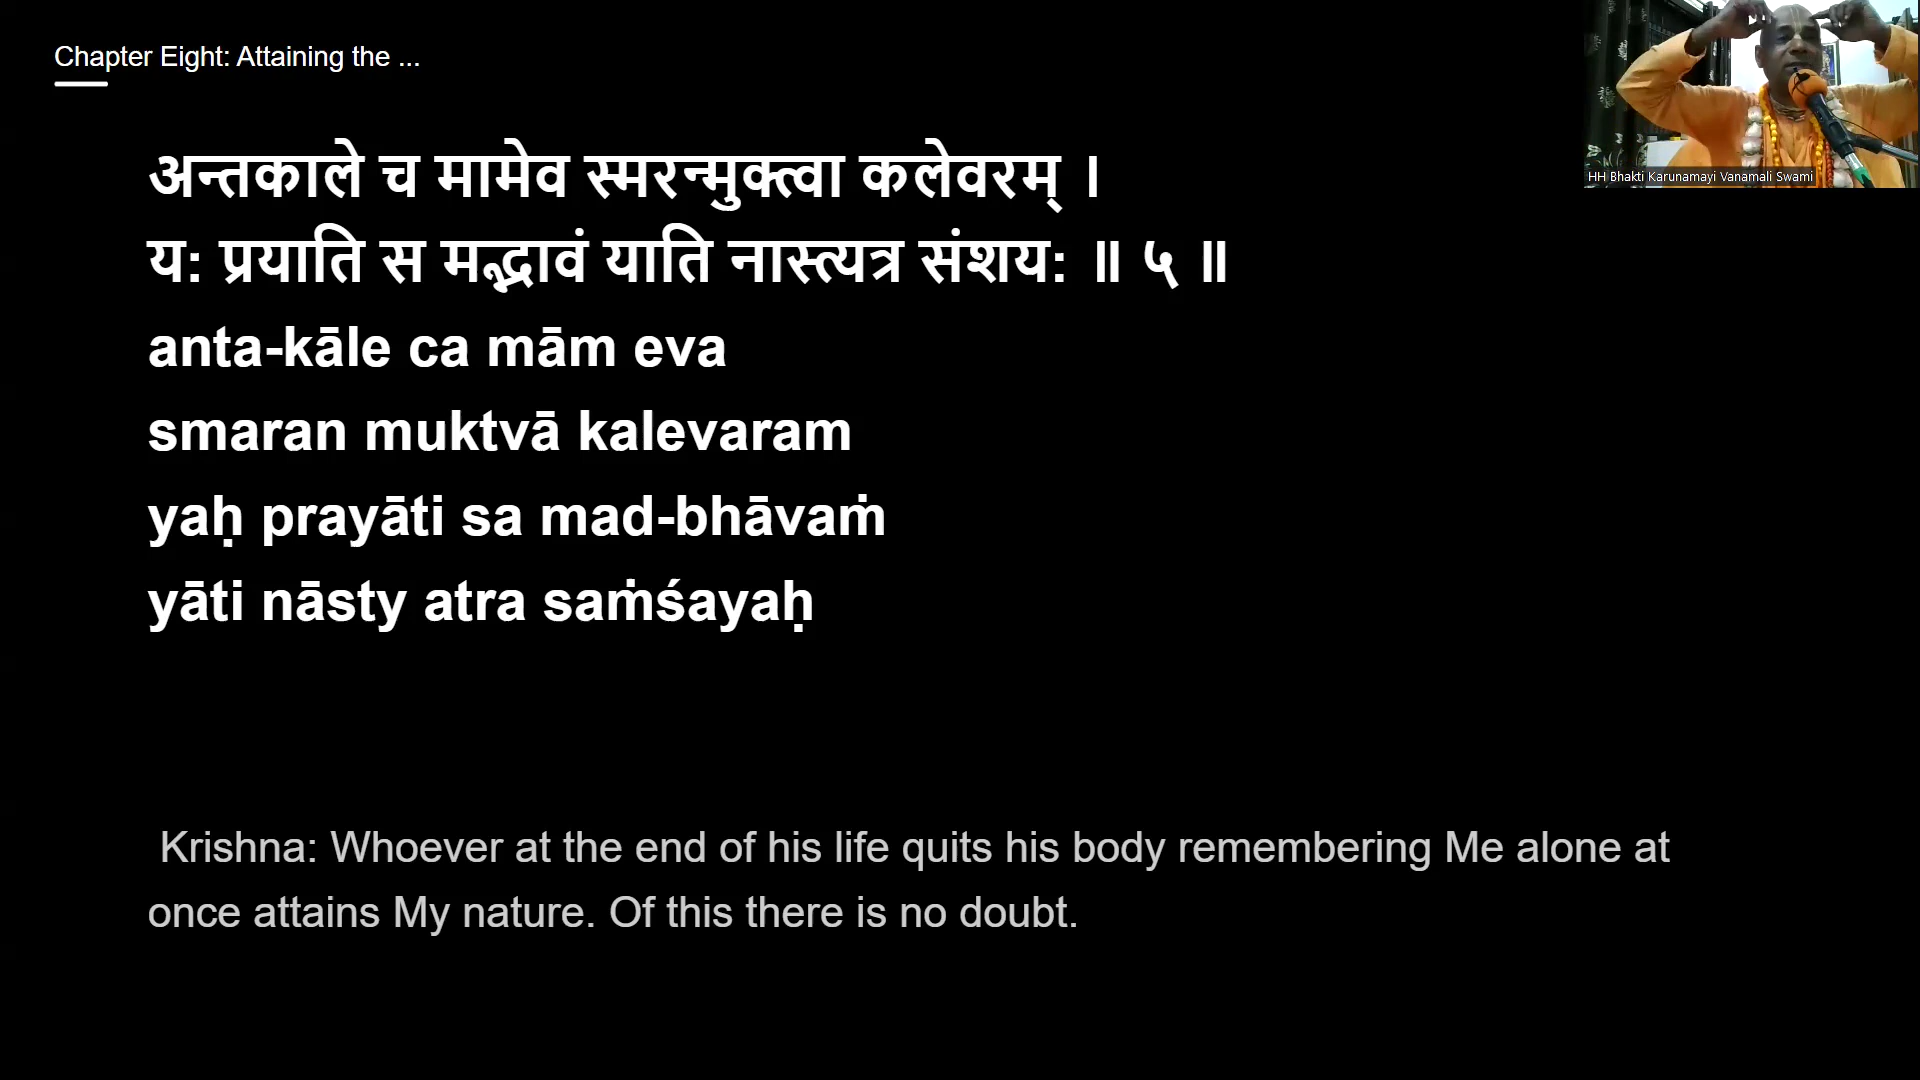 Chapter Eight: Attaining the ...
HH Bhakti Karunamayi Vanamali Swami
अन्तकाले च मामेव स्मरन्मुक्त्वा कलेवरम् ।
यः प्रयाति स मद्भावं याति नास्त्यत्र संशयः ॥ ५ ॥
anta-kāle ca mām eva
smaran muktvā kalevaram
yaḥ prayāti sa mad-bhāvaṁ
yāti nāsty atra saṁśayaḥ
Krishna: Whoever at the end of his life quits his body remembering Me alone at
once attains My nature. Of this there is no doubt.